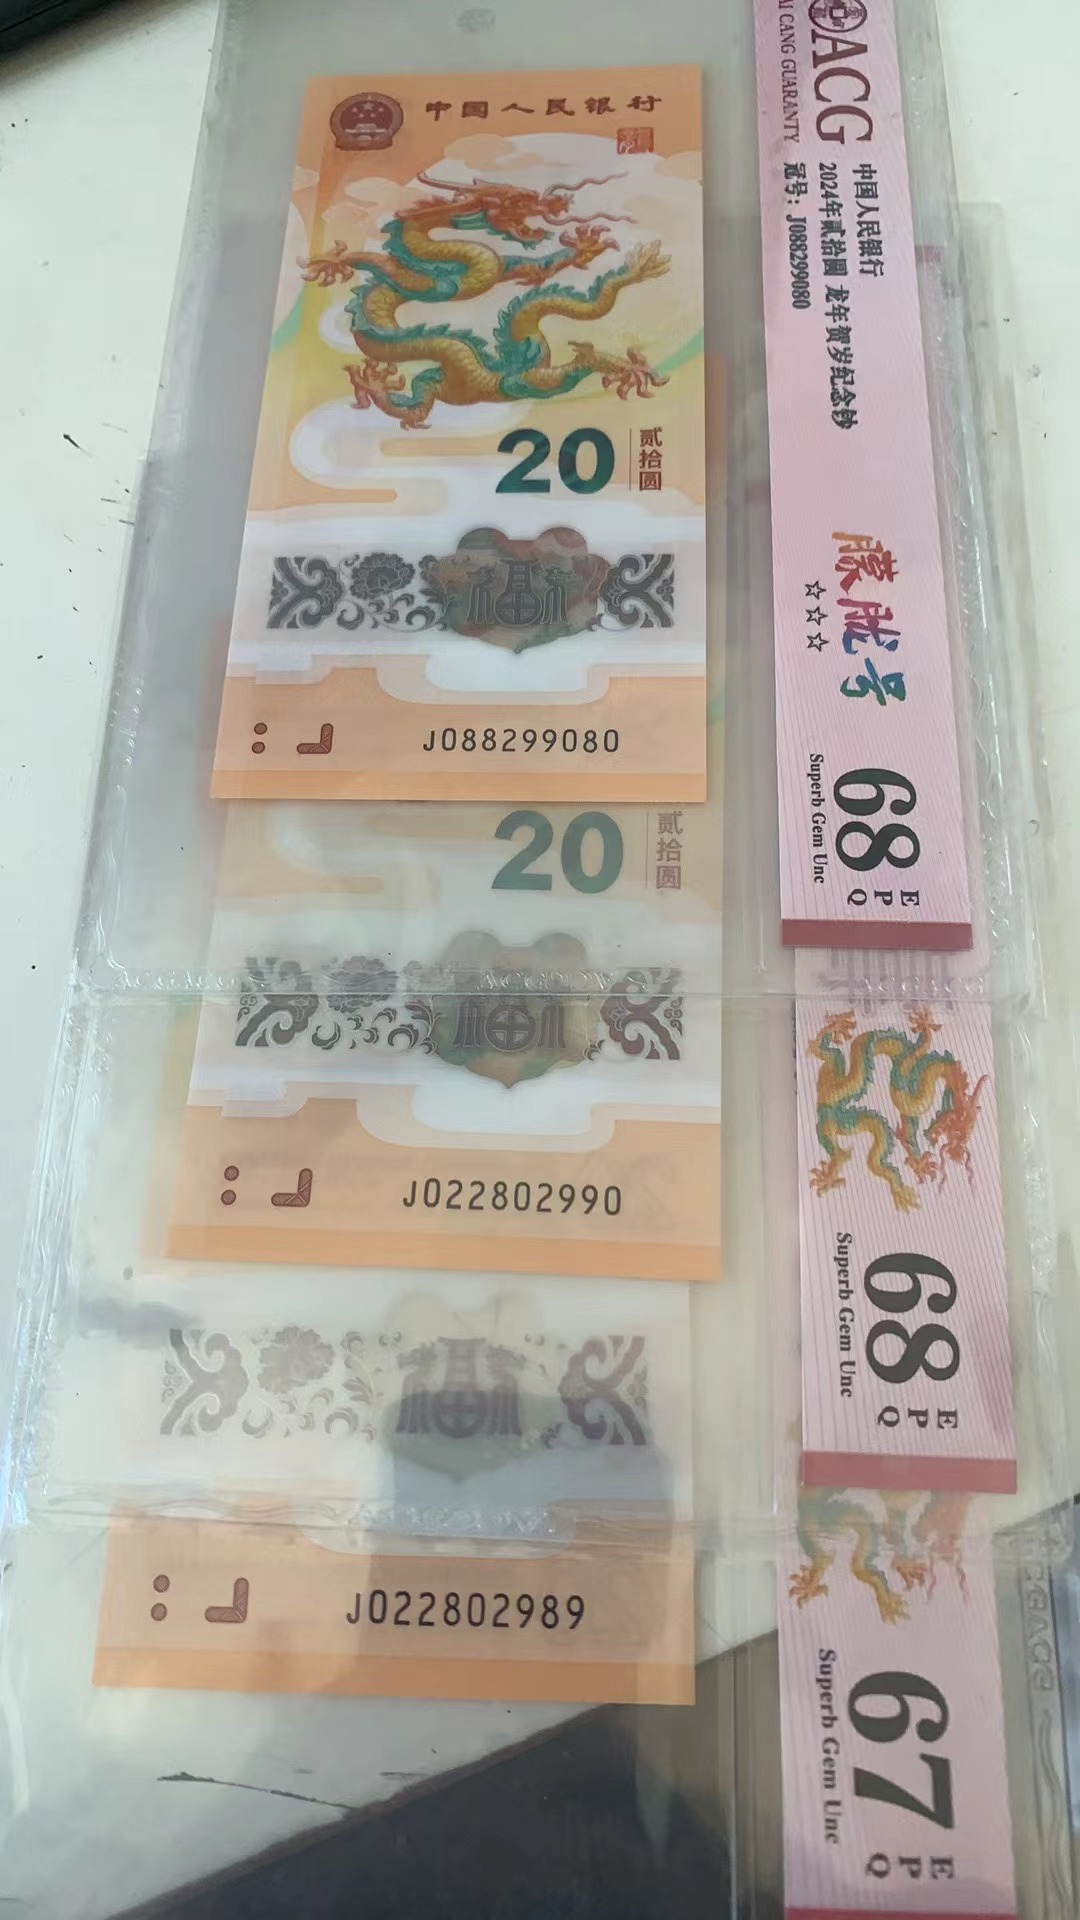 中国人民银行
20
贰拾圆
J088299080
ACG
AI CANG GUARANTY
中国人民银行
2024年贰拾圆 龙年贺岁纪念钞
冠号: J088299080
朦胧号
☆☆☆
68
EPQ
Superb Gem Unc
20
贰拾圆
J022802990
68
EPQ
Superb Gem Unc
J022802989
67
EPQ
Superb Gem Unc